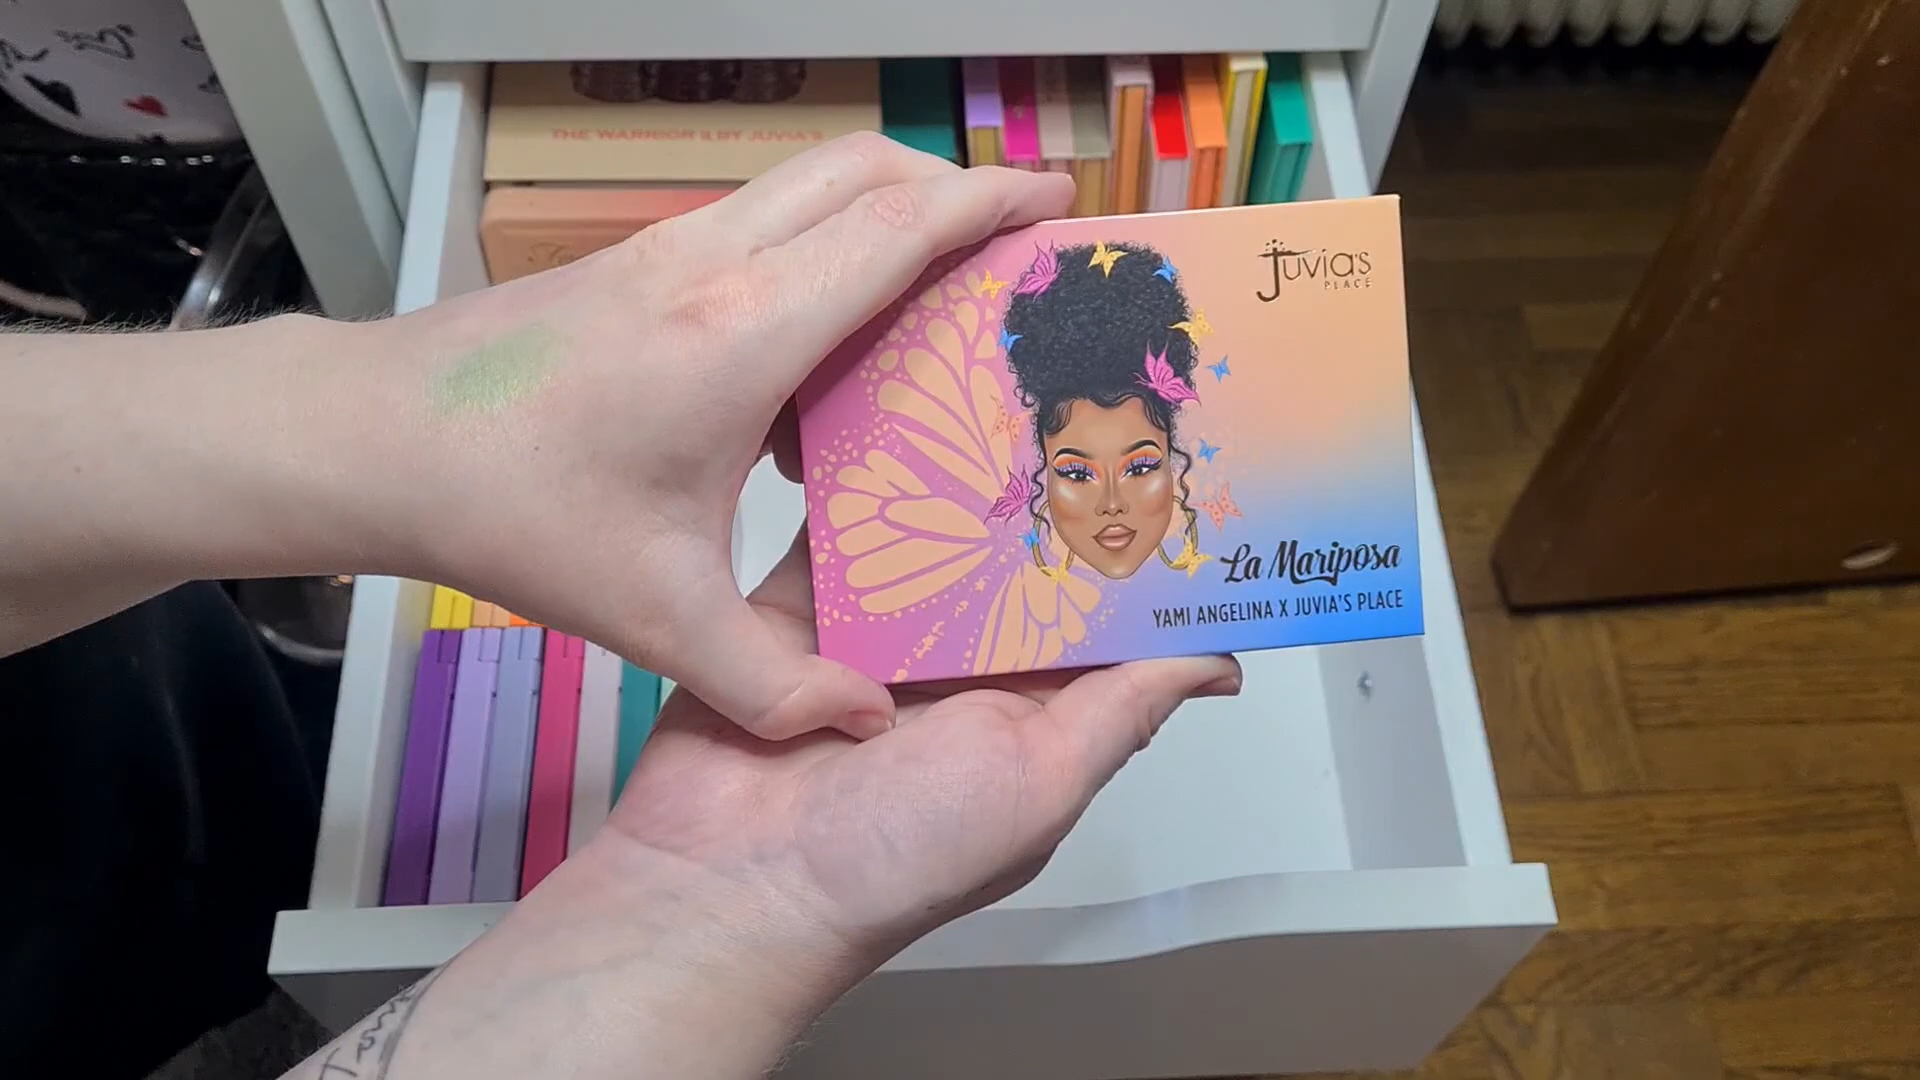 THE WARRIOR II BY JUVIA'S
JUVIA'S
PLACE
La Mariposa
YAMI ANGELINA X JUVIA'S PLACE